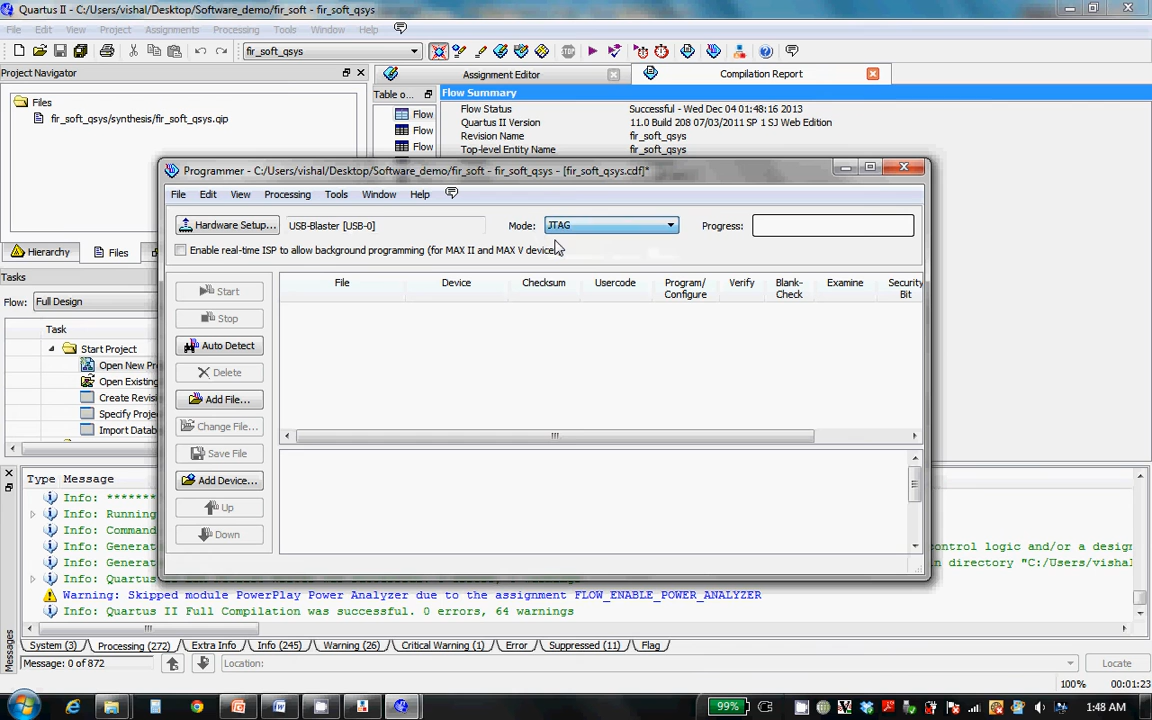 Quartus II - C:/Users/vishal/Desktop/Software_demo/fir_soft - fir_soft_qsys
File Edit View Project Assignments Processing Tools Window Help
fir_soft_qsys
Project Navigator
Assignment Editor
Compilation Report
Files
fir_soft_qsys/synthesis/fir_soft_qsys.qip
Table o...
Flow
Flow
Flow
Flow Summary
Flow Status Successful - Wed Dec 04 01:48:16 2013
Quartus II Version 11.0 Build 208 07/03/2011 SP 1 SJ Web Edition
Revision Name fir_soft_qsys
Top-level Entity Name fir_soft_qsys
Programmer - C:/Users/vishal/Desktop/Software_demo/fir_soft - fir_soft_qsys - [fir_soft_qsys.cdf]*
File Edit View Processing Tools Window Help
Hardware Setup... USB-Blaster [USB-0] Mode: JTAG Progress:
Enable real-time ISP to allow background programming (for MAX II and MAX V device
File Device Checksum Usercode Program/ Configure Verify Blank- Check Examine Security Bit
Start
Stop
Auto Detect
Delete
Add File...
Change File...
Save File
Add Device...
Up
Down
Hierarchy Files
Tasks
Flow: Full Design
Task
Start Project
Open New Pr
Open Existing
Create Revis
Specify Proje
Import Datab
Type Message
Info: *******
Info: Running
Info: Comman
Info: Generat
control logic and/or a design
Info: Generat
in directory "C:/Users/vishal
Info: Quartus
Warning: Skipped module PowerPlay Power Analyzer due to the assignment FLOW_ENABLE_POWER_ANALYZER
Info: Quartus II Full Compilation was successful. 0 errors, 64 warnings
System (3) Processing (272) Extra Info Info (245) Warning (26) Critical Warning (1) Error Suppressed (11) Flag
Message: 0 of 872 Location: Locate
Messages
100% 00:01:23
99% 1:48 AM